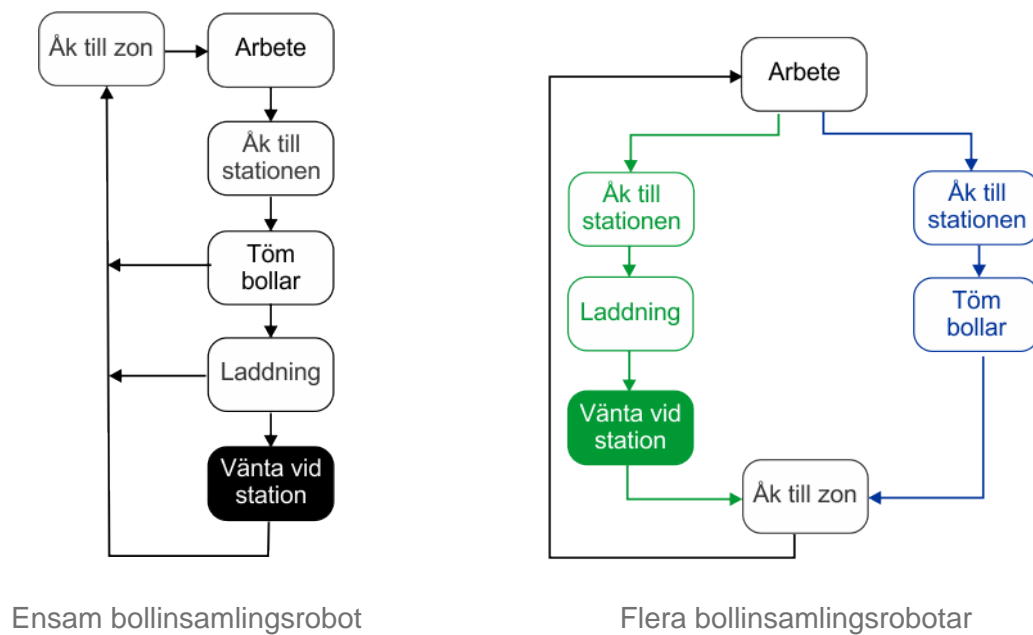 Åk till zon
Arbete
Åk till
stationen
Töm
bollar
Laddning
Vänta vid
station
Ensam bollinsamlingsrobot
Arbete
Åk till
stationen
Laddning
Vänta vid
station
Åk till
stationen
Töm
bollar
Åk till zon
Flera bollinsamlingsrobotar